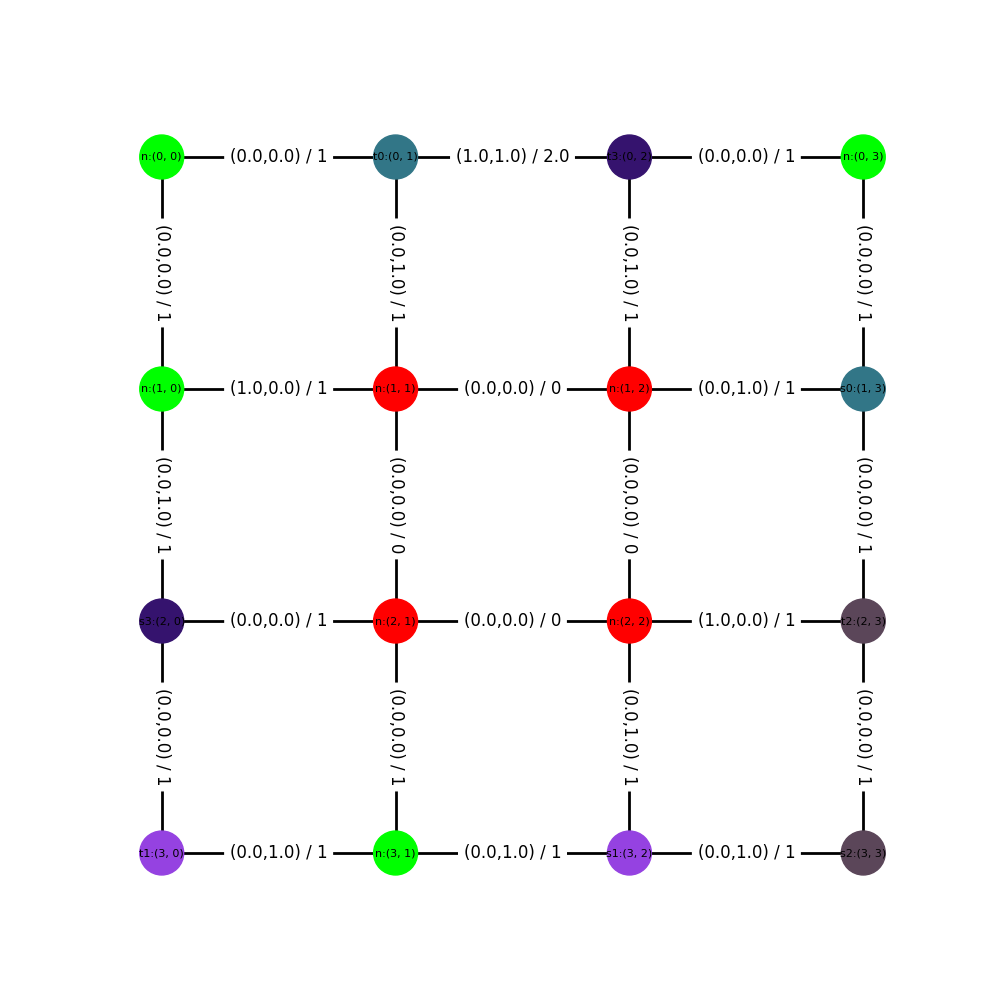 n:(0, 0) (0.0,0.0) / 1 t0:(0, 1) (1.0,1.0) / 2.0 t3:(0, 2) (0.0,0.0) / 1 n:(0, 3)
(0.0,0.0) / 1 (0.0,1.0) / 1 (0.0,1.0) / 1 (0.0,0.0) / 1
n:(1, 0) (1.0,0.0) / 1 n:(1, 1) (0.0,0.0) / 0 n:(1, 2) (0.0,1.0) / 1 s0:(1, 3)
(0.0,1.0) / 1 (0.0,0.0) / 0 (0.0,0.0) / 0 (0.0,0.0) / 1
s3:(2, 0) (0.0,0.0) / 1 n:(2, 1) (0.0,0.0) / 0 n:(2, 2) (1.0,0.0) / 1 t2:(2, 3)
(0.0,0.0) / 1 (0.0,0.0) / 1 (0.0,1.0) / 1 (0.0,0.0) / 1
t1:(3, 0) (0.0,1.0) / 1 n:(3, 1) (0.0,1.0) / 1 s1:(3, 2) (0.0,1.0) / 1 s2:(3, 3)